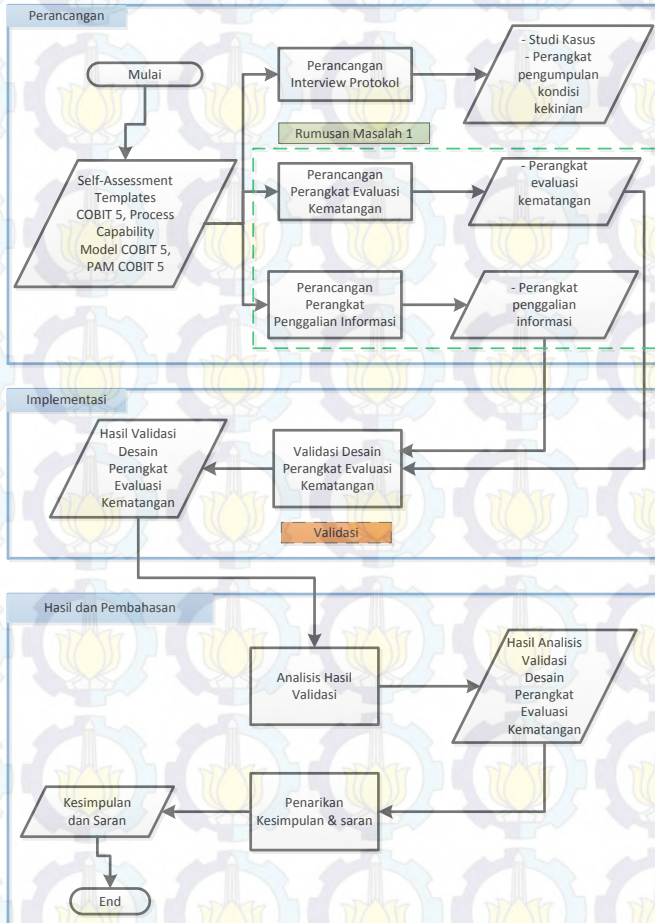 Perancangan
Mulai
Perancangan
Interview Protokol
- Studi Kasus
- Perangkat
pengumpulan
kondisi
kekinian
Rumusan Masalah 1
Self-Assessment
Templates
COBIT 5, Process
Capability
Model COBIT 5,
PAM COBIT 5
Perancangan
Perangkat Evaluasi
Kematangan
- Perangkat
evaluasi
kematangan
Perancangan
Perangkat
Penggalian Informasi
- Perangkat
penggalian
informasi
Implementasi
Hasil Validasi
Desain
Perangkat
Evaluasi
Kematangan
Validasi Desain
Perangkat Evaluasi
Kematangan
Validasi
Hasil dan Pembahasan
Analisis Hasil
Validasi
Hasil Analisis
Validasi
Desain
Perangkat
Evaluasi
Kematangan
Kesimpulan
dan Saran
Penarikan
Kesimpulan & saran
End